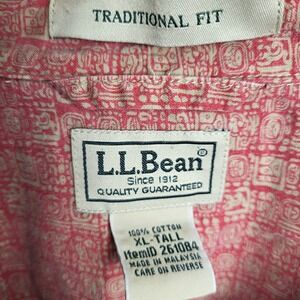 TRADITIONAL FIT
L.L.Bean®
Since 1912
QUALITY GUARANTEED
100% COTTON
XL-TALL
ItemID 261084
MADE IN MALAYSIA
CARE ON REVERSE